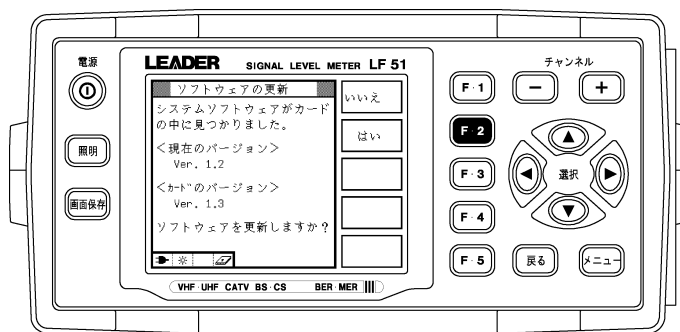 電源
照明
画面保存
LEADER SIGNAL LEVEL METER LF 51
ソフトウェアの更新
システムソフトウェアがカード
の中に見つかりました。
<現在のバージョン>
Ver. 1.2
<ｶｰﾄﾞのバージョン>
Ver. 1.3
ソフトウェアを更新しますか?
いいえ
はい
VHF·UHF CATV BS·CS BER·MER
F·1
F·2
F·3
F·4
F·5
チャンネル
− +
選択
戻る
メニュー